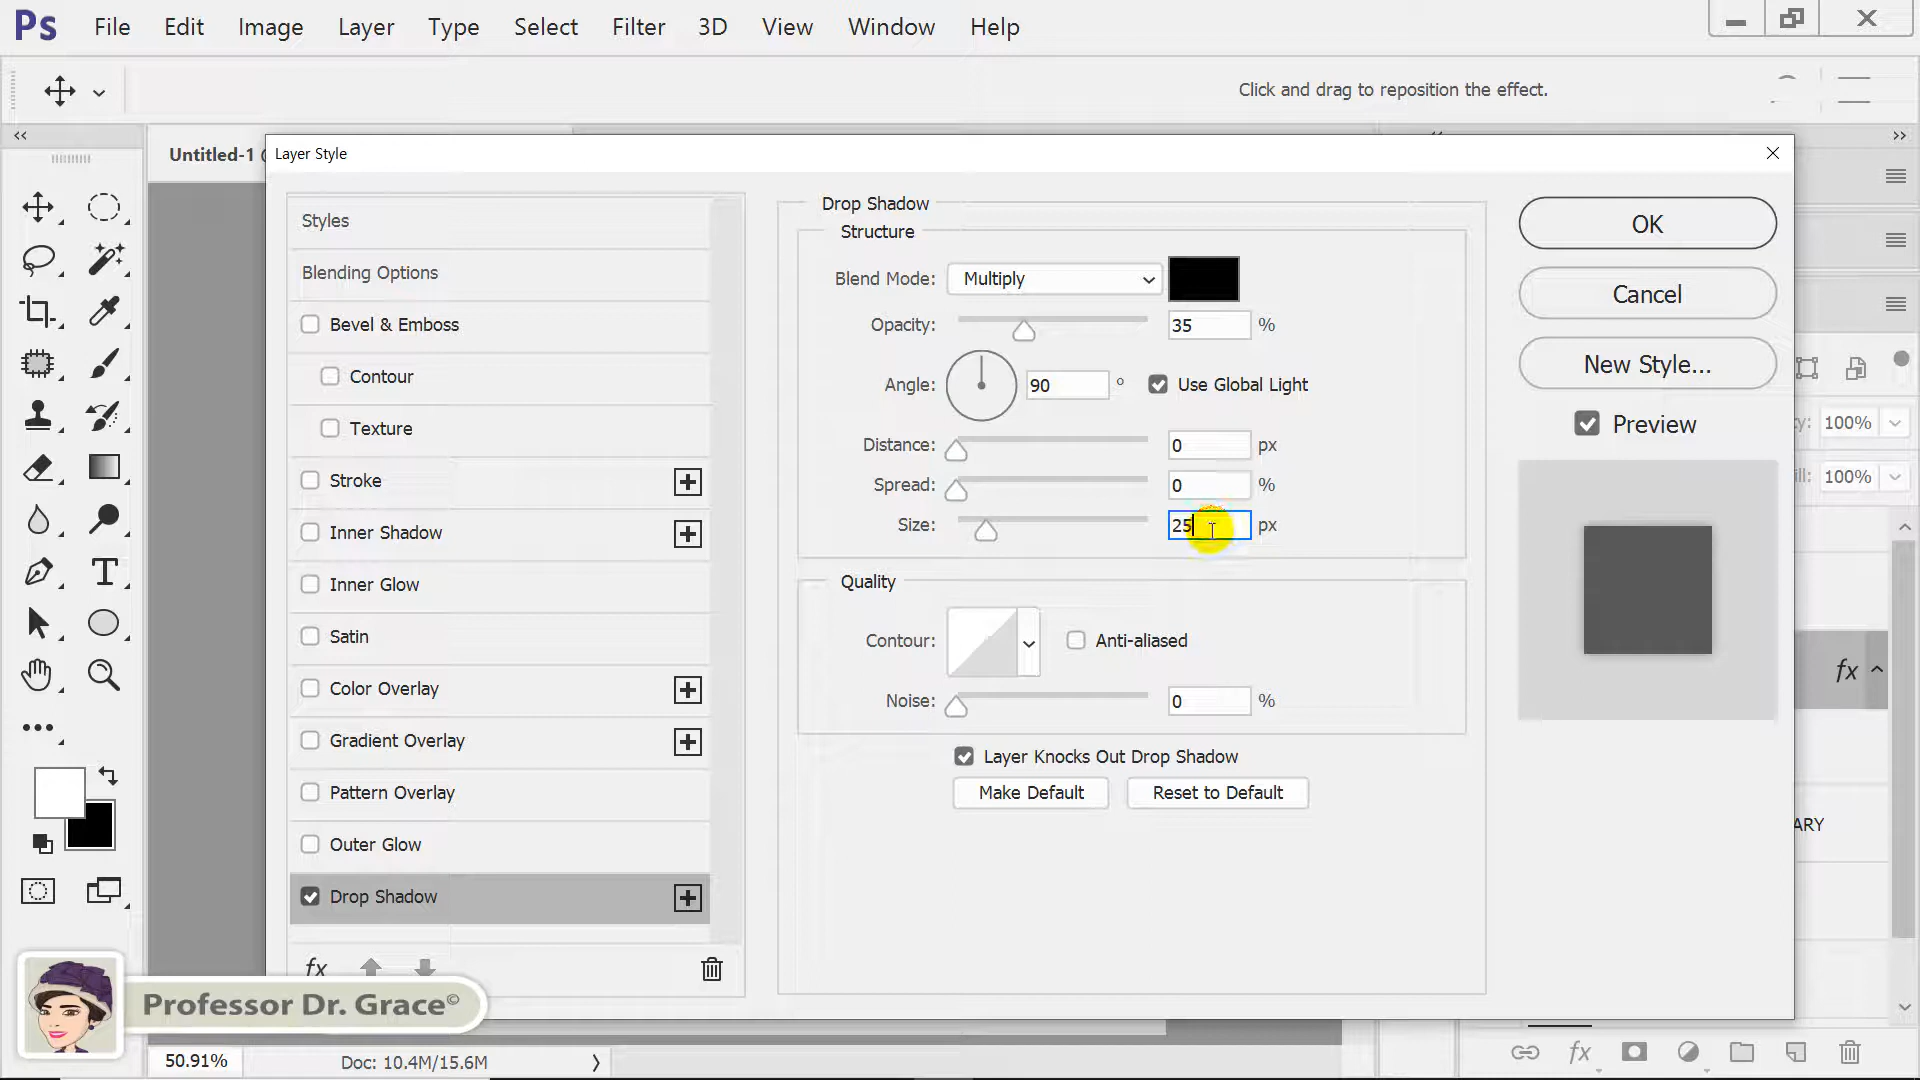 Ps File Edit Image Layer Type Select Filter 3D View Window Help
Click and drag to reposition the effect.
Untitled-1
Layer Style
Styles
Blending Options
Bevel & Emboss
Contour
Texture
Stroke
Inner Shadow
Inner Glow
Satin
Color Overlay
Gradient Overlay
Pattern Overlay
Outer Glow
Drop Shadow
fx
Drop Shadow
Structure
Blend Mode: Multiply
Opacity: 35 %
Angle: 90 ° Use Global Light
Distance: 0 px
Spread: 0 %
Size: 25 px
Quality
Contour: Anti-aliased
Noise: 0 %
Layer Knocks Out Drop Shadow
Make Default Reset to Default
OK
Cancel
New Style...
Preview
100%
100%
fx
ARY
Professor Dr. Grace©
50.91% Doc: 10.4M/15.6M
fx